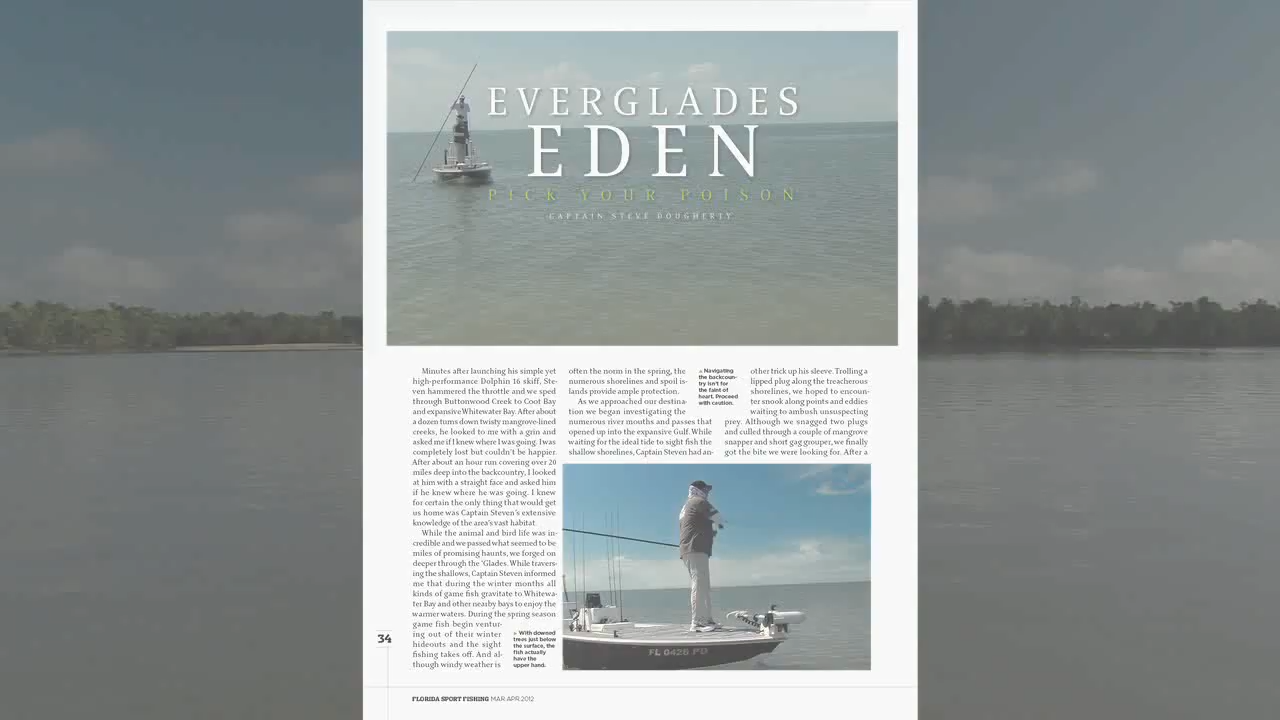 EVERGLADES
EDEN
PICK YOUR POISON
CAPTAIN STEVE DOUGHERTY
Minutes after launching his simple yet
high-performance Dolphin 16 skiff, Ste-
ven hammered the throttle and we sped
through Buttonwood Creek to Coot Bay
and expansive Whitewater Bay. After about
a dozen turns down twisty mangrove-lined
creeks, he looked to me with a grin and
asked me if I knew where I was going. I was
completely lost but couldn't be happier.
After about an hour run covering over 20
miles deep into the backcountry, I looked
at him with a straight face and asked him
if he knew where he was going. I knew
for certain the only thing that would get
us home was Captain Steven's extensive
knowledge of the area's vast habitat.
While the animal and bird life was in-
credible and we passed what seemed to be
miles of promising haunts, we forged on
deeper through the 'Glades. While travers-
ing the shallows, Captain Steven informed
me that during the winter months all
kinds of game fish gravitate to Whitewa-
ter Bay and other nearby bays to enjoy the
warmer waters. During the spring season
game fish begin ventur-
ing out of their winter
hideouts and the sight
fishing takes off. And al-
though windy weather is
often the norm in the spring, the
numerous shorelines and spoil is-
lands provide ample protection.
As we approached our destina-
tion we began investigating the
numerous river mouths and passes that
opened up into the expansive Gulf. While
waiting for the ideal tide to sight fish the
shallow shorelines, Captain Steven had an-
Navigating
the backcoun-
try isn't for
the faint of
heart. Proceed
with caution.
other trick up his sleeve. Trolling a
lipped plug along the treacherous
shorelines, we hoped to encoun-
ter snook along points and eddies
waiting to ambush unsuspecting
prey. Although we snagged two plugs
and culled through a couple of mangrove
snapper and short gag grouper, we finally
got the bite we were looking for. After a
With downed
trees just below
the surface, the
fish actually
have the
upper hand.
FL 0426 PD
34
FLORIDA SPORT FISHING MAR.APR.2012